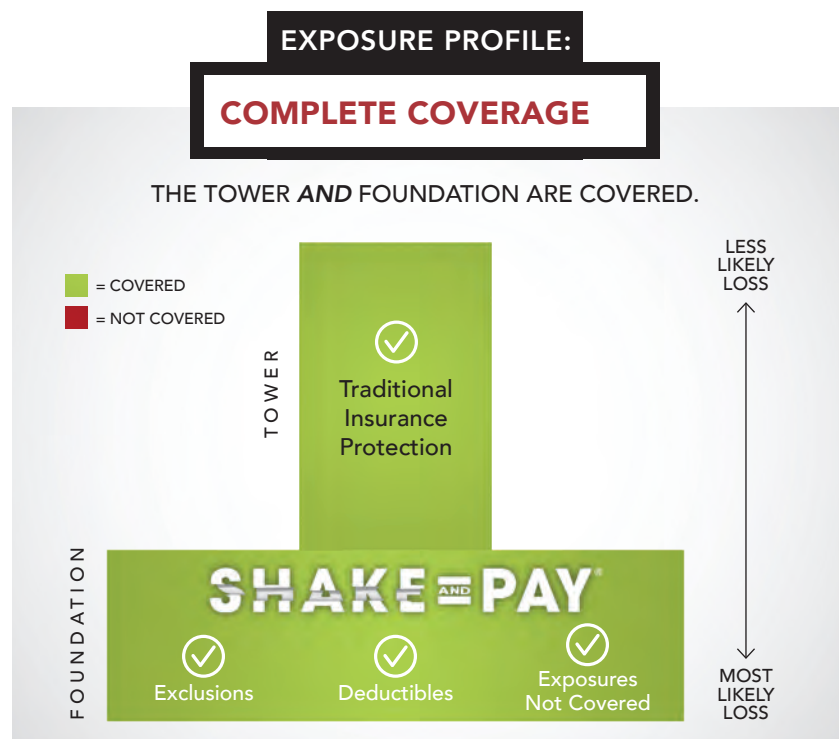 EXPOSURE PROFILE:
COMPLETE COVERAGE
THE TOWER AND FOUNDATION ARE COVERED.
= COVERED
= NOT COVERED
LESS
LIKELY
LOSS
TOWER
Traditional
Insurance
Protection
FOUNDATION
SHAKE AND PAY®
Exclusions
Deductibles
Exposures
Not Covered
MOST
LIKELY
LOSS